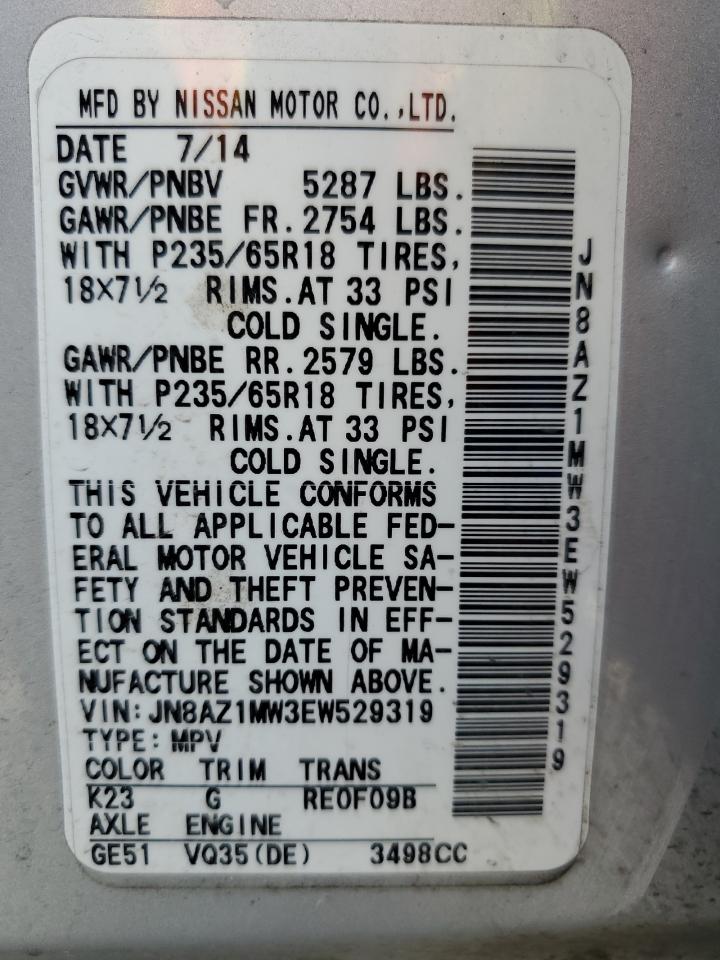 MFD BY NISSAN MOTOR CO.,LTD.
DATE 7/14
GVWR/PNBV 5287 LBS.
GAWR/PNBE FR.2754 LBS.
WITH P235/65R18 TIRES,
18X7½ RIMS.AT 33 PSI
COLD SINGLE.
GAWR/PNBE RR.2579 LBS.
WITH P235/65R18 TIRES,
18X7½ RIMS.AT 33 PSI
COLD SINGLE.
THIS VEHICLE CONFORMS
TO ALL APPLICABLE FED-
ERAL MOTOR VEHICLE SA-
FETY AND THEFT PREVEN-
TION STANDARDS IN EFF-
ECT ON THE DATE OF MA-
NUFACTURE SHOWN ABOVE.
VIN:JN8AZ1MW3EW529319
TYPE:MPV
COLOR TRIM TRANS
K23 G RE0F09B
AXLE ENGINE
GE51 VQ35(DE) 3498CC
JN8AZ1MW3EW529319